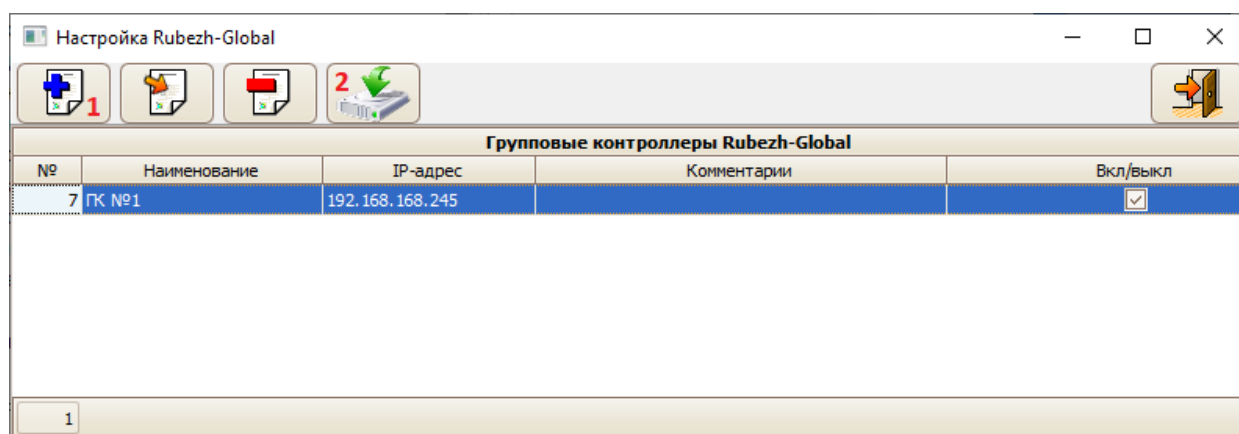 Настройка Rubezh-Global
1 2
Групповые контроллеры Rubezh-Global
№ Наименование IP-адрес Комментарии Вкл/выкл
7 ПК №1 192.168.168.245
1